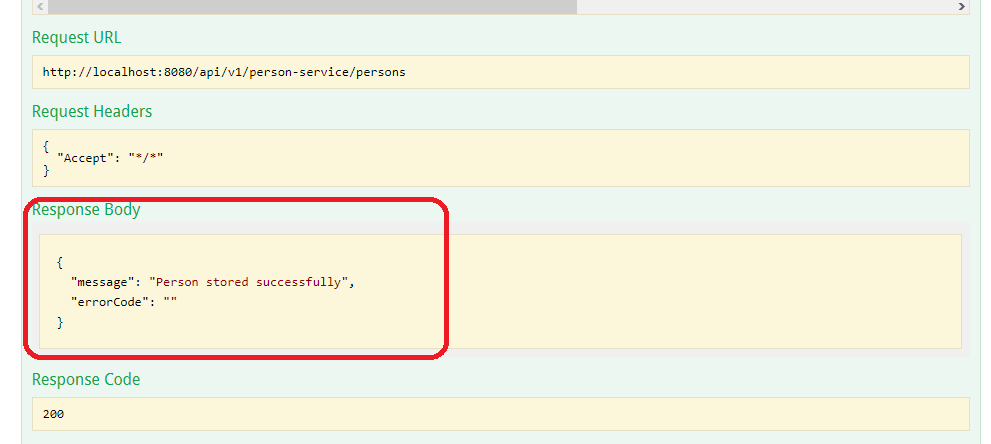 Request URL
http://localhost:8080/api/v1/person-service/persons
Request Headers
{
"Accept": "*/*"
}
Response Body
{
"message": "Person stored successfully",
"errorCode": ""
}
Response Code
200